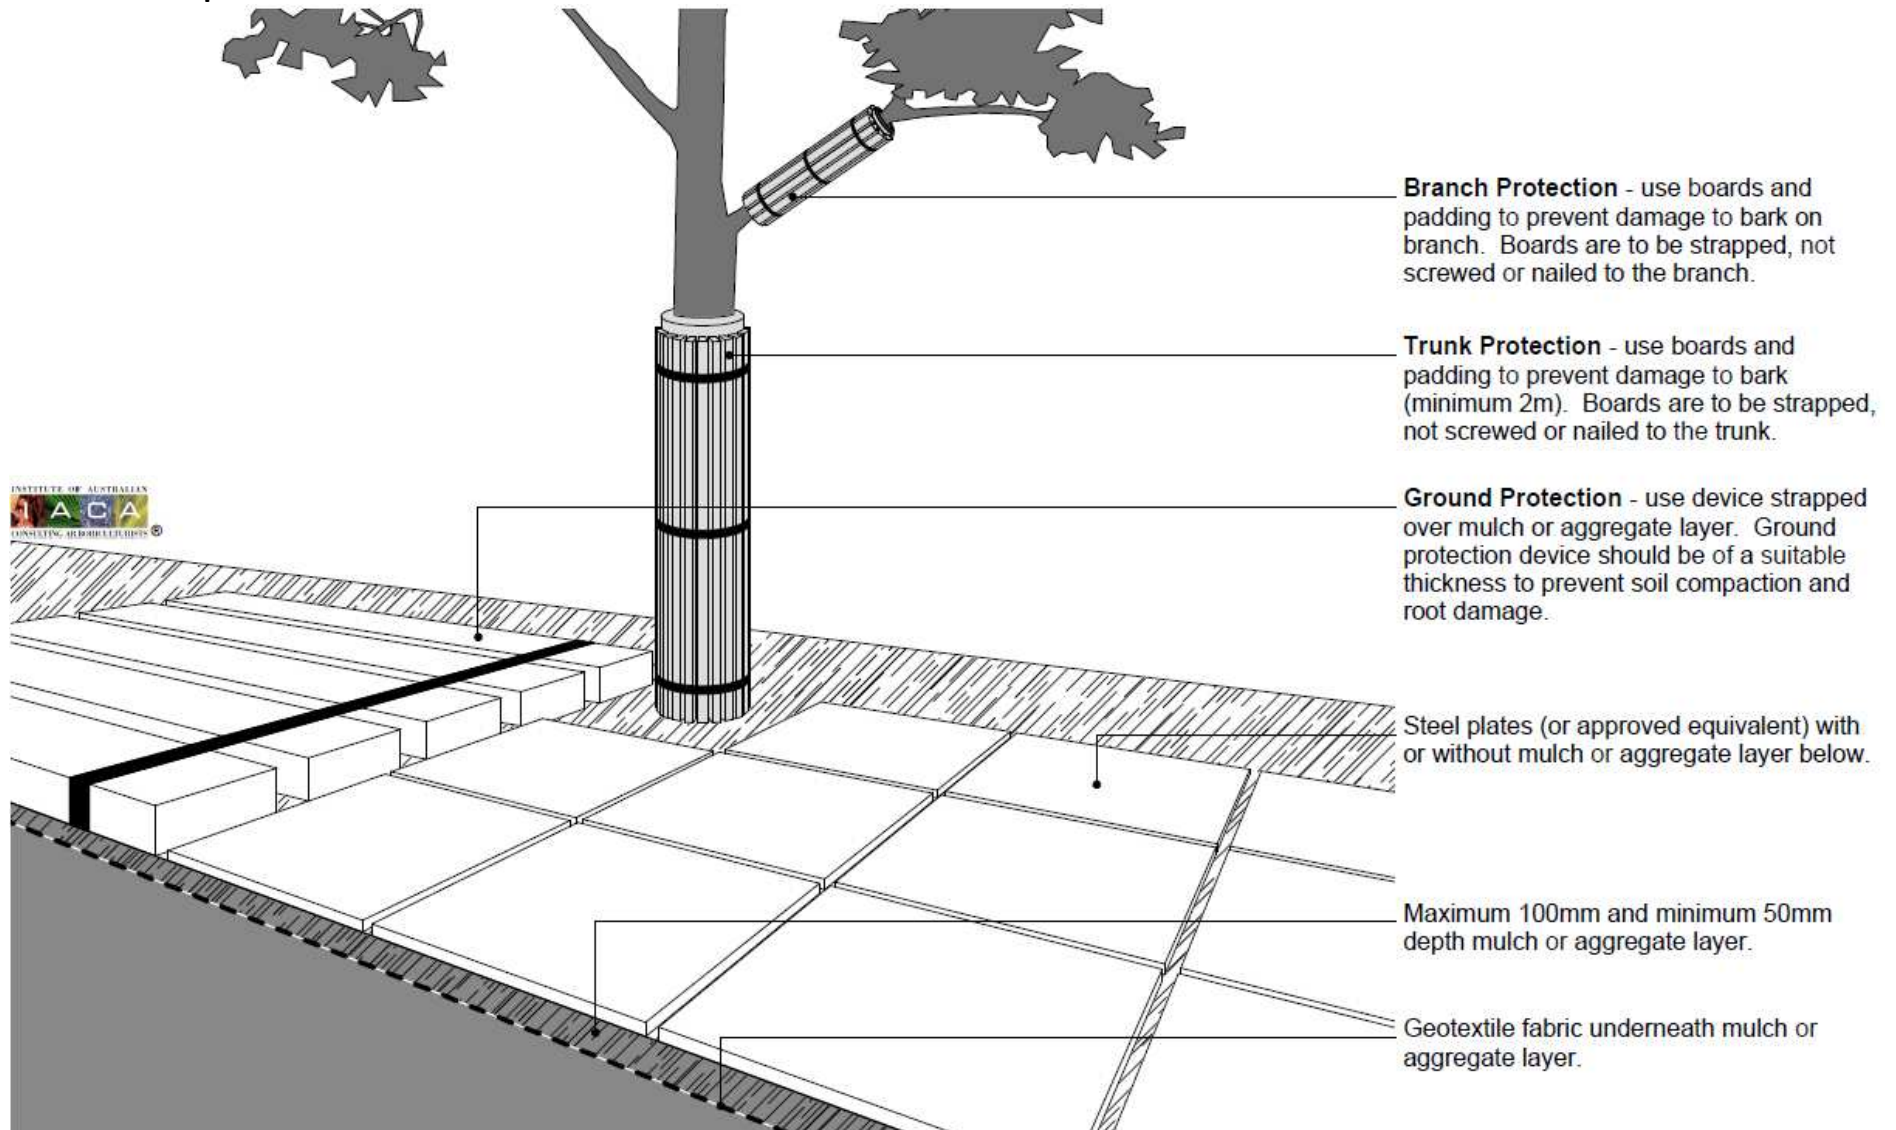 Branch Protection - use boards and
padding to prevent damage to bark on
branch. Boards are to be strapped, not
screwed or nailed to the branch.
Trunk Protection - use boards and
padding to prevent damage to bark
(minimum 2m). Boards are to be strapped,
not screwed or nailed to the trunk.
INSTITUTE OF AUSTRALIAN
IACA
CONSULTING ARBORICULTURISTS ®
Ground Protection - use device strapped
over mulch or aggregate layer. Ground
protection device should be of a suitable
thickness to prevent soil compaction and
root damage.
Steel plates (or approved equivalent) with
or without mulch or aggregate layer below.
Maximum 100mm and minimum 50mm
depth mulch or aggregate layer.
Geotextile fabric underneath mulch or
aggregate layer.